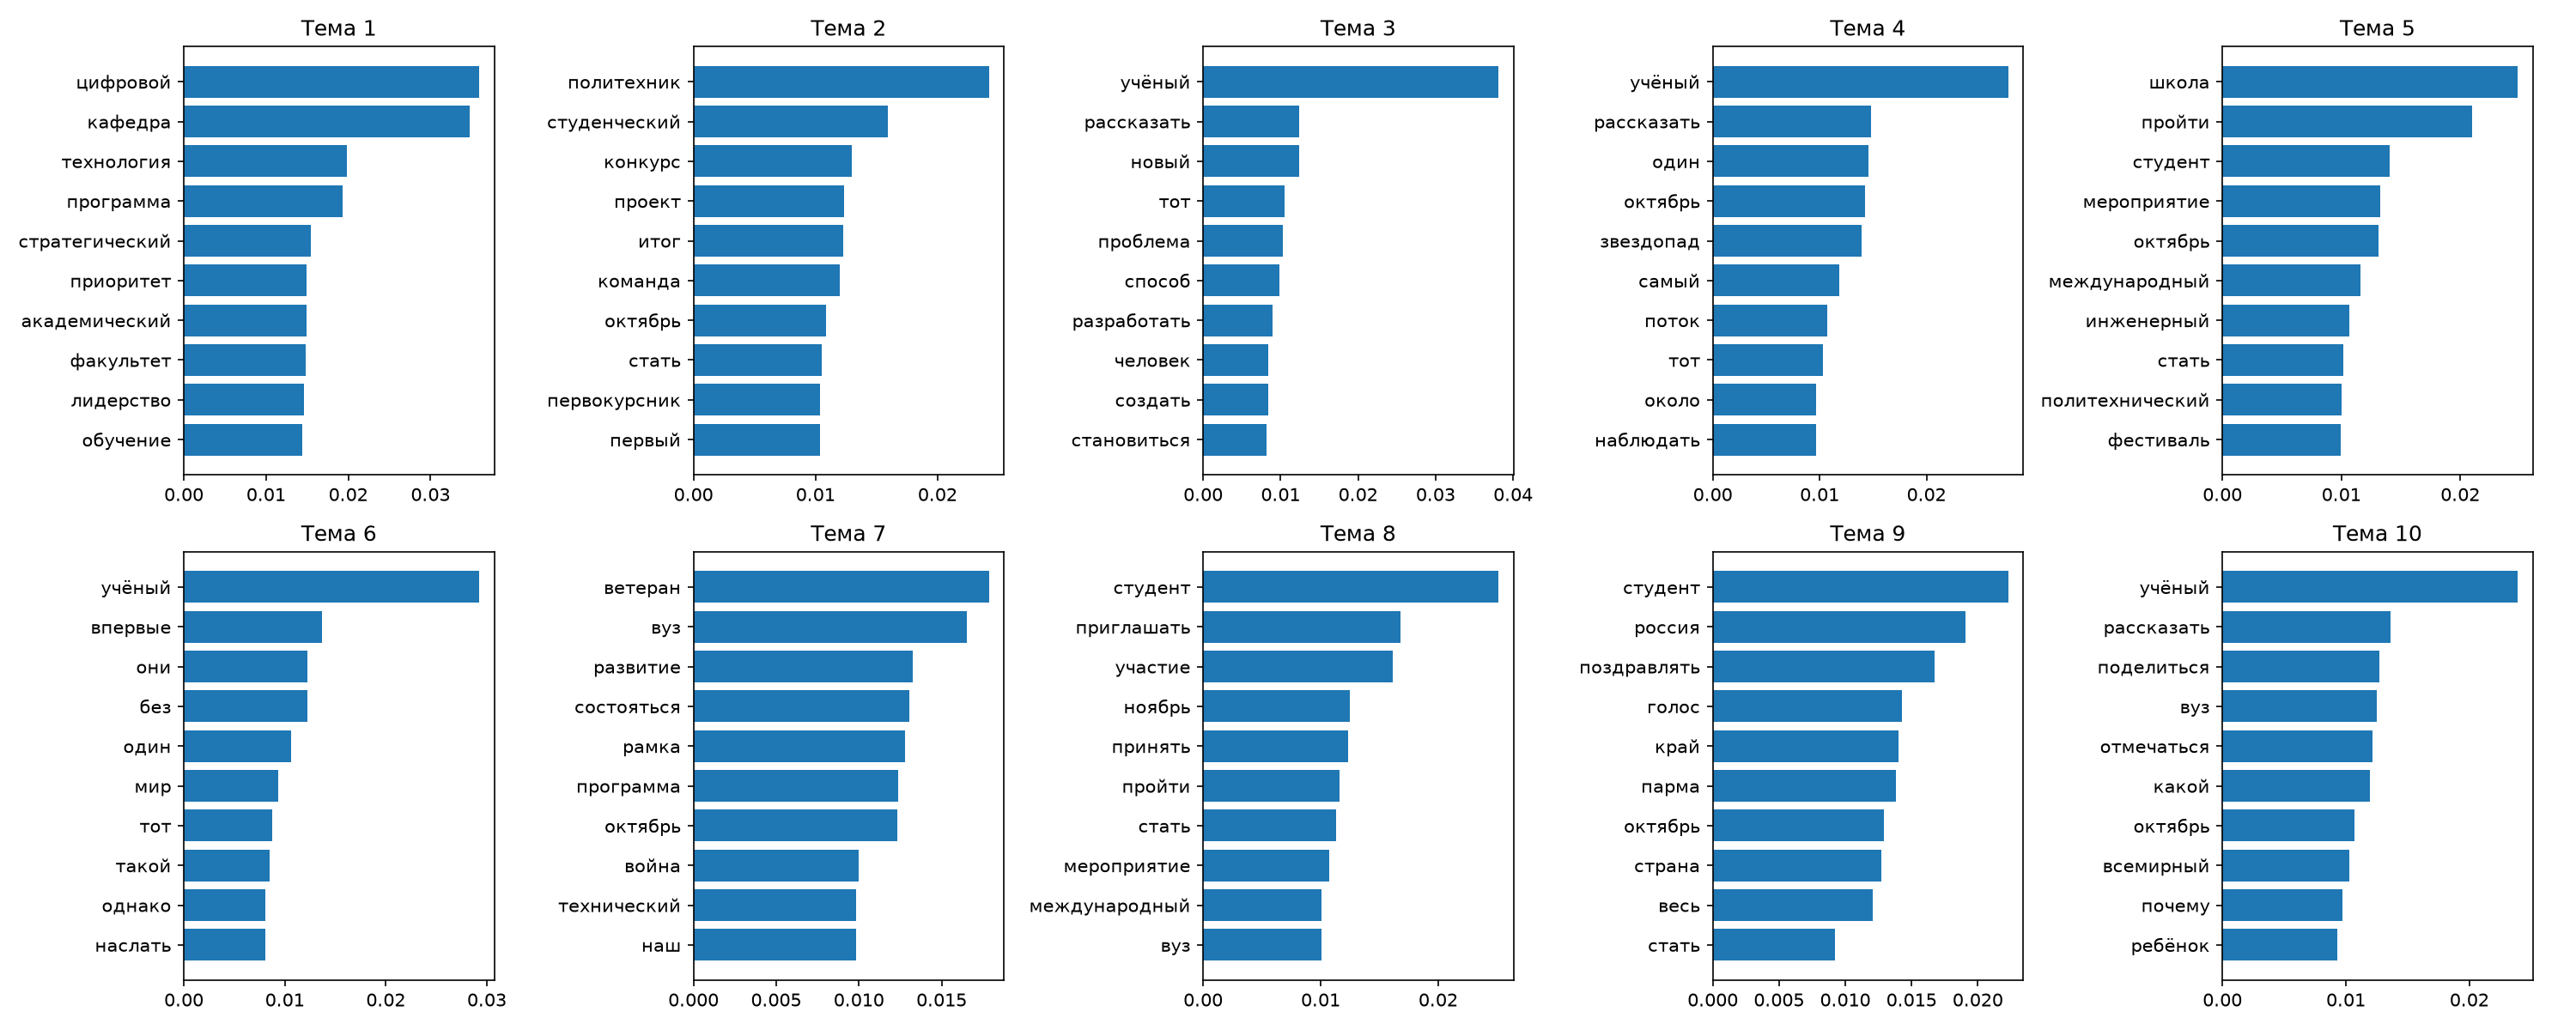 Тема 1
цифровой
кафедра
технология
программа
стратегический
приоритет
академический
факультет
лидерство
обучение
0.00 0.01 0.02 0.03
Тема 2
политехник
студенческий
конкурс
проект
итог
команда
октябрь
стать
первокурсник
первый
0.00 0.01 0.02
Тема 3
учёный
рассказать
новый
тот
проблема
способ
разработать
человек
создать
становиться
0.00 0.01 0.02 0.03 0.04
Тема 4
учёный
рассказать
один
октябрь
звездопад
самый
поток
тот
около
наблюдать
0.00 0.01 0.02
Тема 5
школа
пройти
студент
мероприятие
октябрь
международный
инженерный
стать
политехнический
фестиваль
0.00 0.01 0.02
Тема 6
учёный
впервые
они
без
один
мир
тот
такой
однако
наслать
0.00 0.01 0.02 0.03
Тема 7
ветеран
вуз
развитие
состояться
рамка
программа
октябрь
война
технический
наш
0.000 0.005 0.010 0.015
Тема 8
студент
приглашать
участие
ноябрь
принять
пройти
стать
мероприятие
международный
вуз
0.00 0.01 0.02
Тема 9
студент
россия
поздравлять
голос
край
парма
октябрь
страна
весь
стать
0.000 0.005 0.010 0.015 0.020
Тема 10
учёный
рассказать
поделиться
вуз
отмечаться
какой
октябрь
всемирный
почему
ребёнок
0.00 0.01 0.02